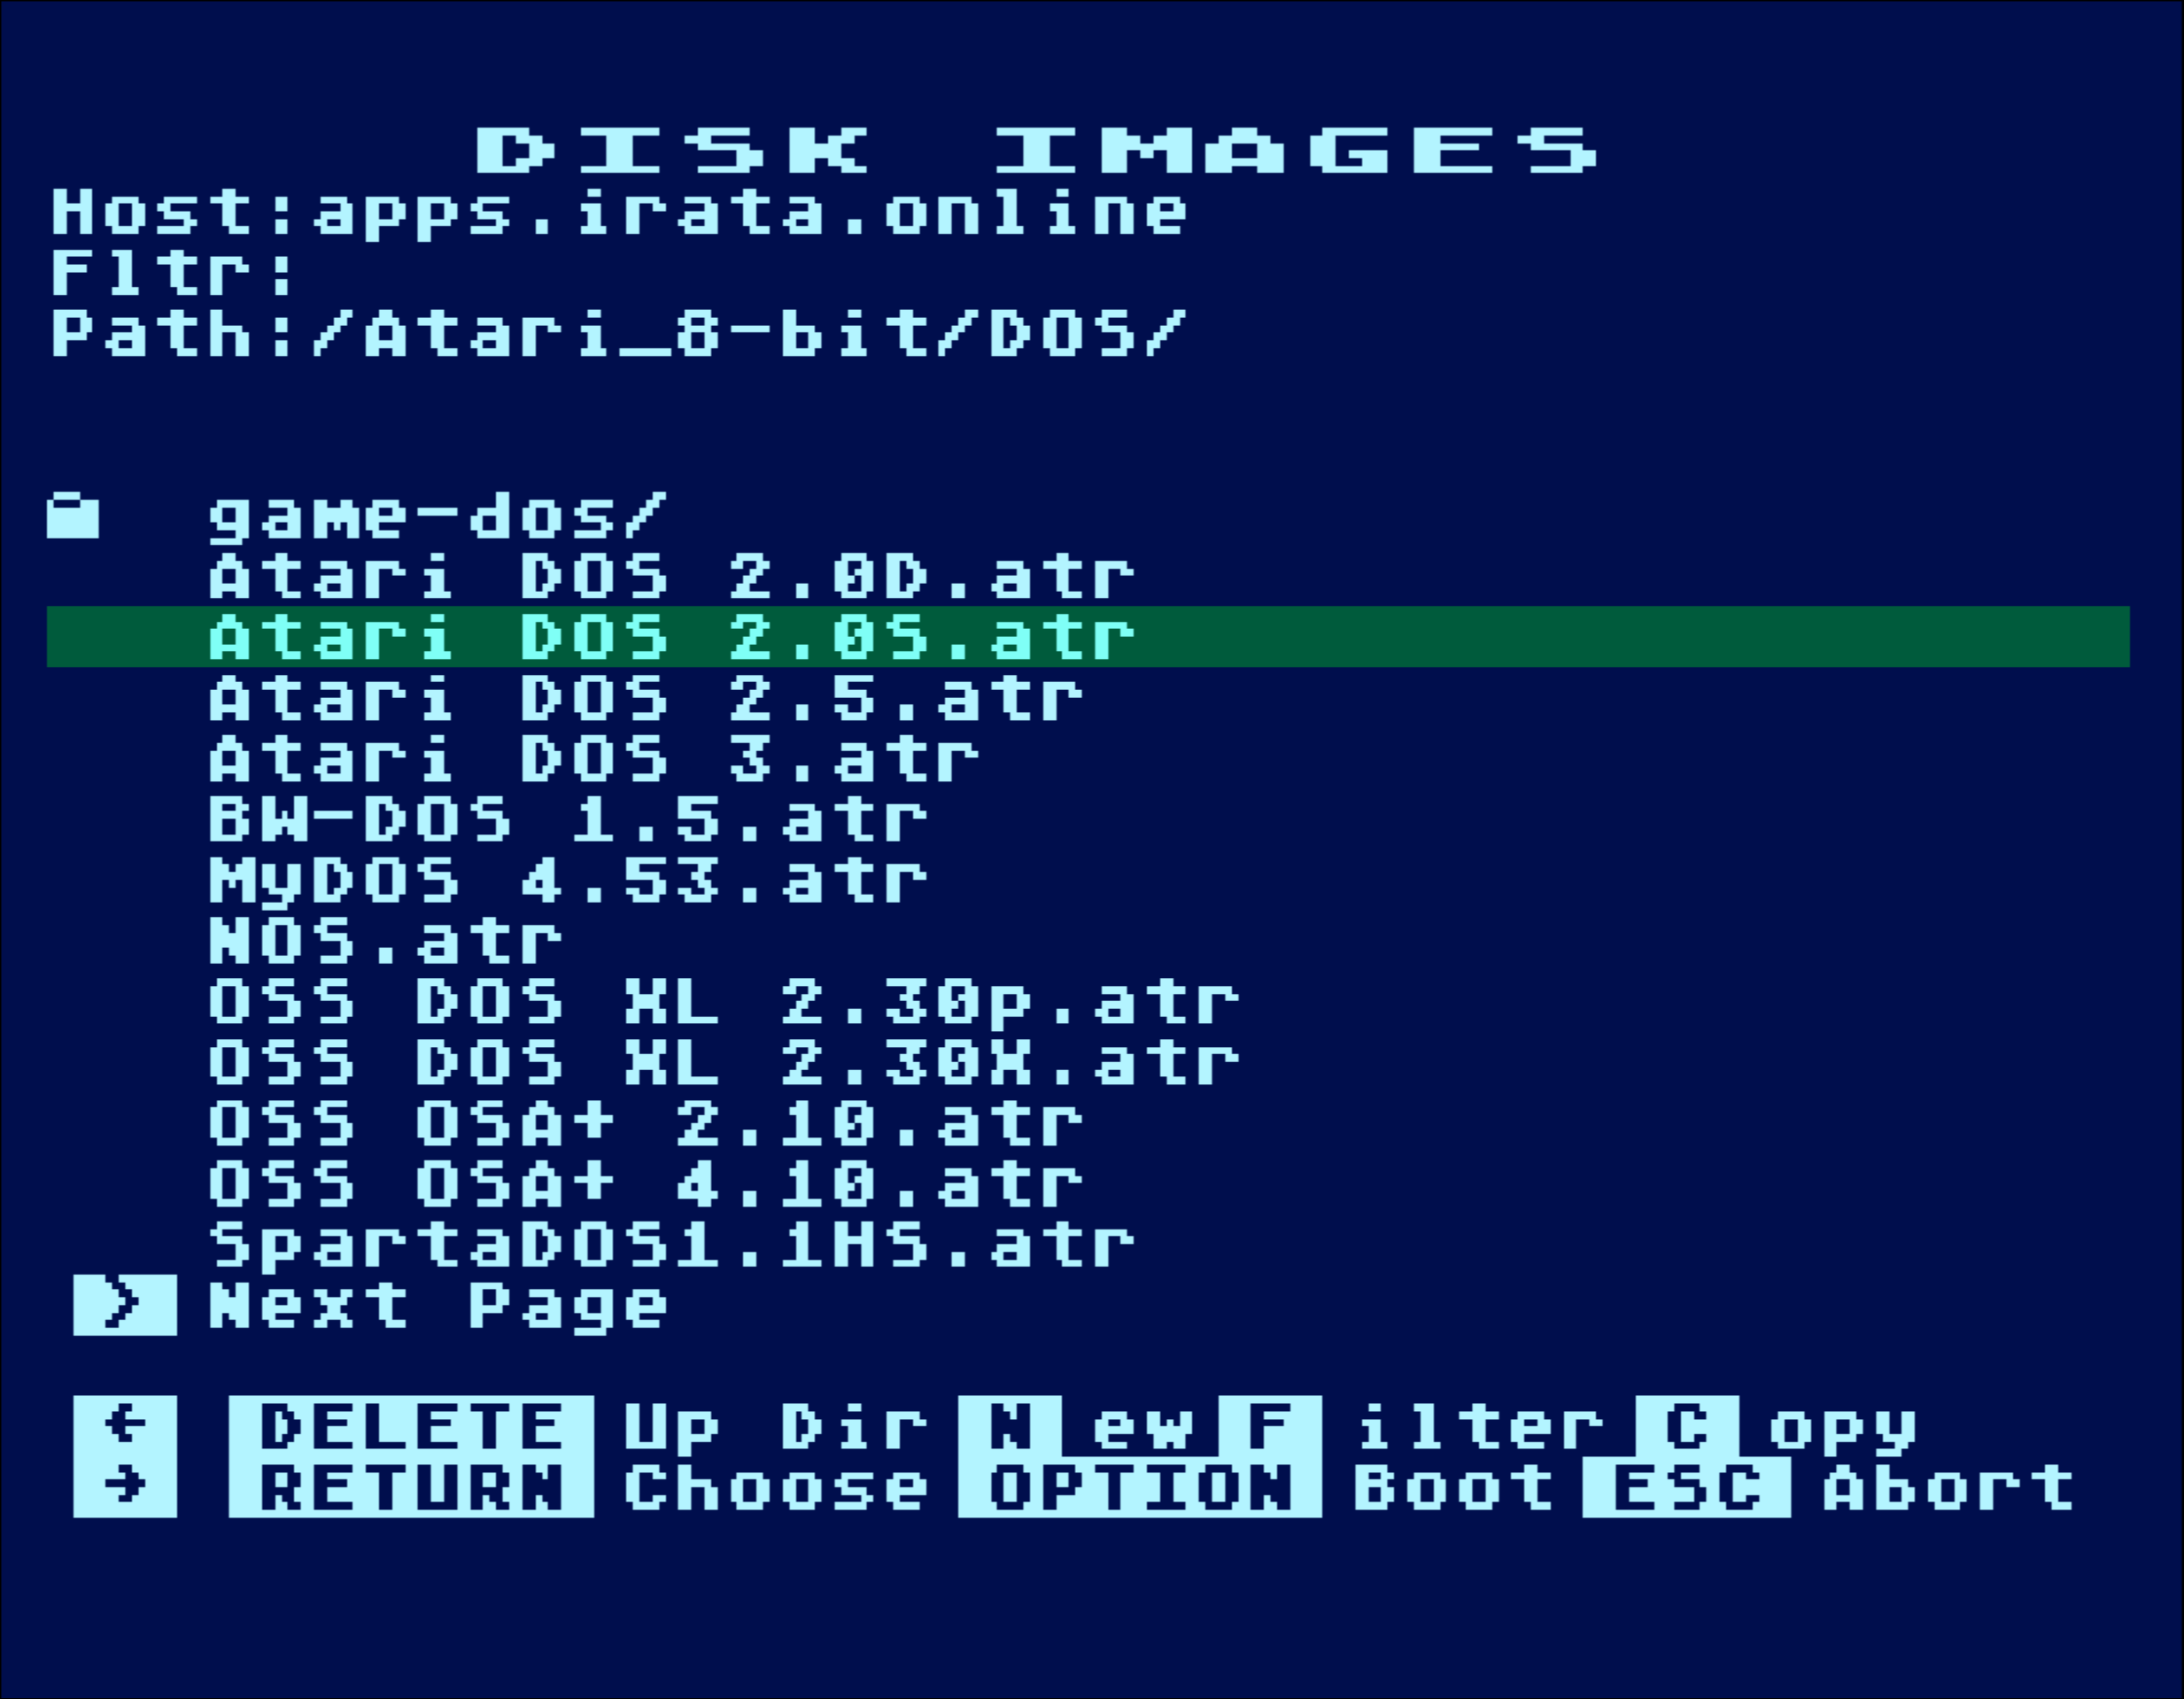 DISK IMAGES
Host:apps.irata.online
Fltr:
Path:/Atari_8-bit/DOS/
game-dos/
Atari DOS 2.0D.atr
Atari DOS 2.0S.atr
Atari DOS 2.5.atr
Atari DOS 3.atr
BW-DOS 1.5.atr
MyDOS 4.53.atr
NOS.atr
OSS DOS XL 2.30p.atr
OSS DOS XL 2.30X.atr
OSS OSA+ 2.10.atr
OSS OSA+ 4.10.atr
SpartaDOS1.1HS.atr
Next Page
← DELETE Up Dir New Filter Copy
→ RETURN Choose OPTION Boot ESC Abort